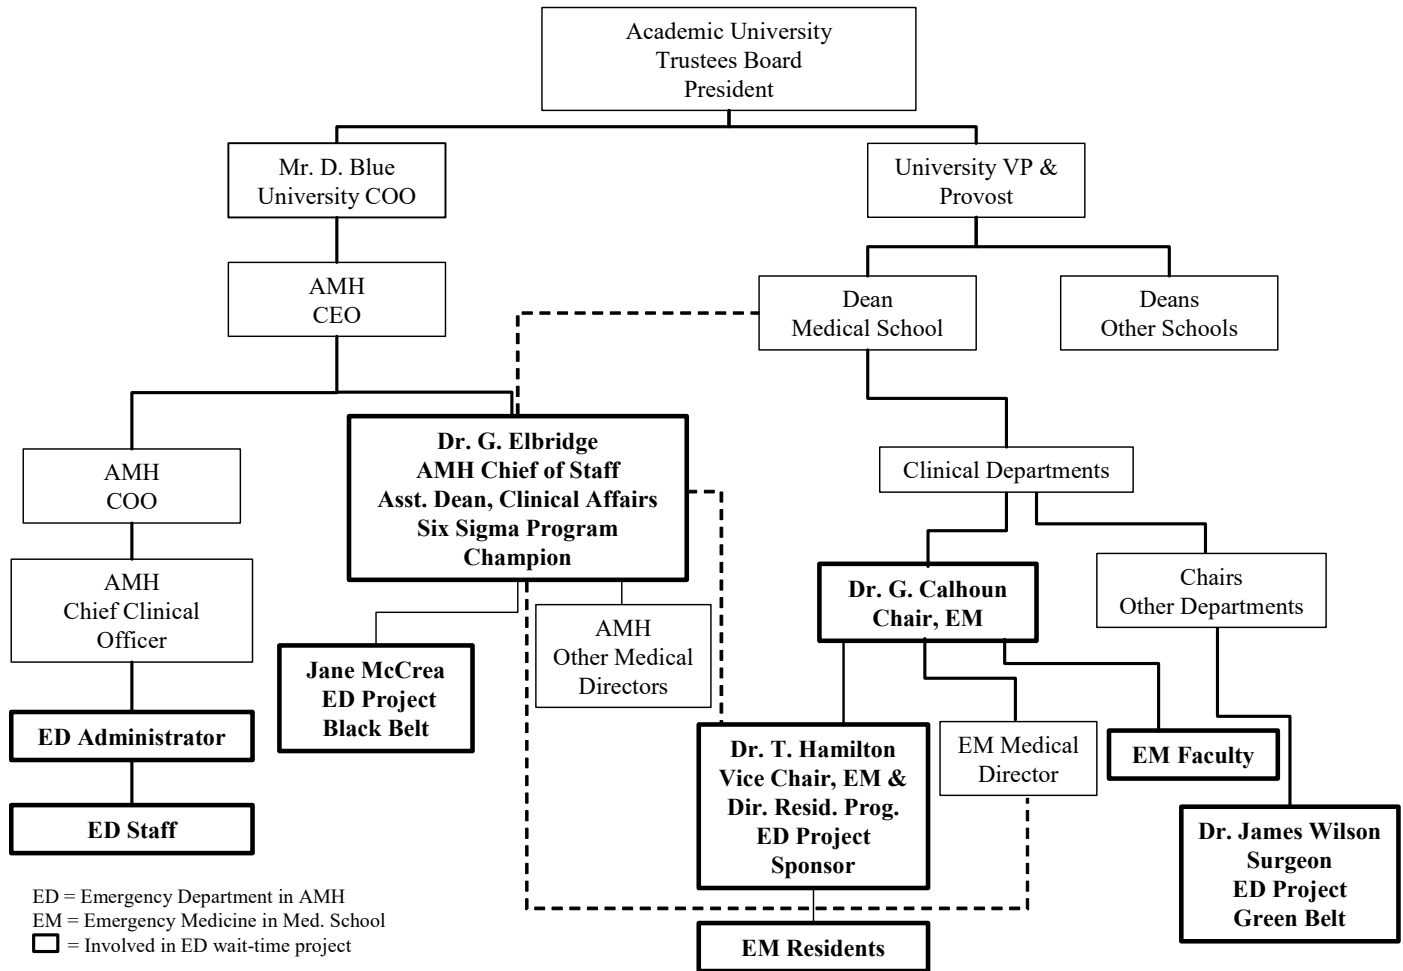 Academic University
Trustees Board
President
Mr. D. Blue
University COO
University VP &
Provost
AMH
CEO
Dean
Medical School
Deans
Other Schools
AMH
COO
Dr. G. Elbridge
AMH Chief of Staff
Asst. Dean, Clinical Affairs
Six Sigma Program
Champion
Clinical Departments
AMH
Chief Clinical
Officer
Dr. G. Calhoun
Chair, EM
Chairs
Other Departments
Jane McCrea
ED Project
Black Belt
AMH
Other Medical
Directors
ED Administrator
Dr. T. Hamilton
Vice Chair, EM &
Dir. Resid. Prog.
ED Project
Sponsor
EM Medical
Director
EM Faculty
ED Staff
Dr. James Wilson
Surgeon
ED Project
Green Belt
EM Residents
ED = Emergency Department in AMH
EM = Emergency Medicine in Med. School
= Involved in ED wait-time project